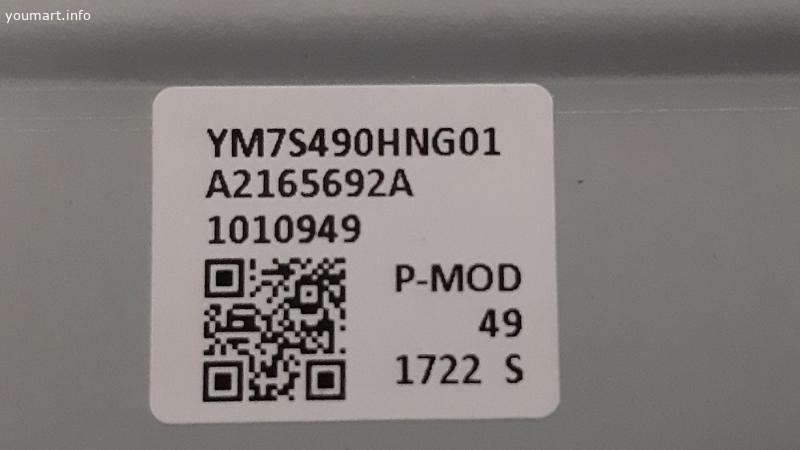 youmart.info
YM7S490HNG01
A2165692A
1010949
P-MOD
49
1722 S